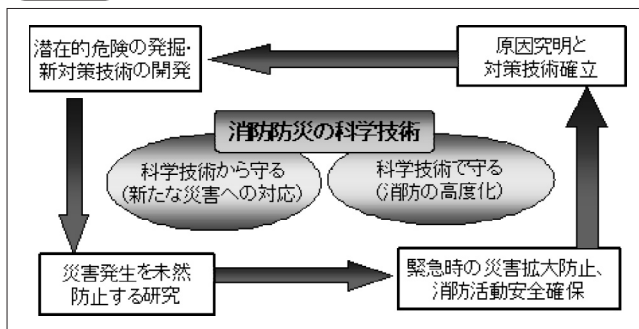 潜在的危険の発掘・
新対策技術の開発
原因究明と
対策技術確立
消防防災の科学技術
科学技術から守る
(新たな災害への対応)
科学技術で守る
(消防の高度化)
災害発生を未然
防止する研究
緊急時の災害拡大防止、
消防活動安全確保